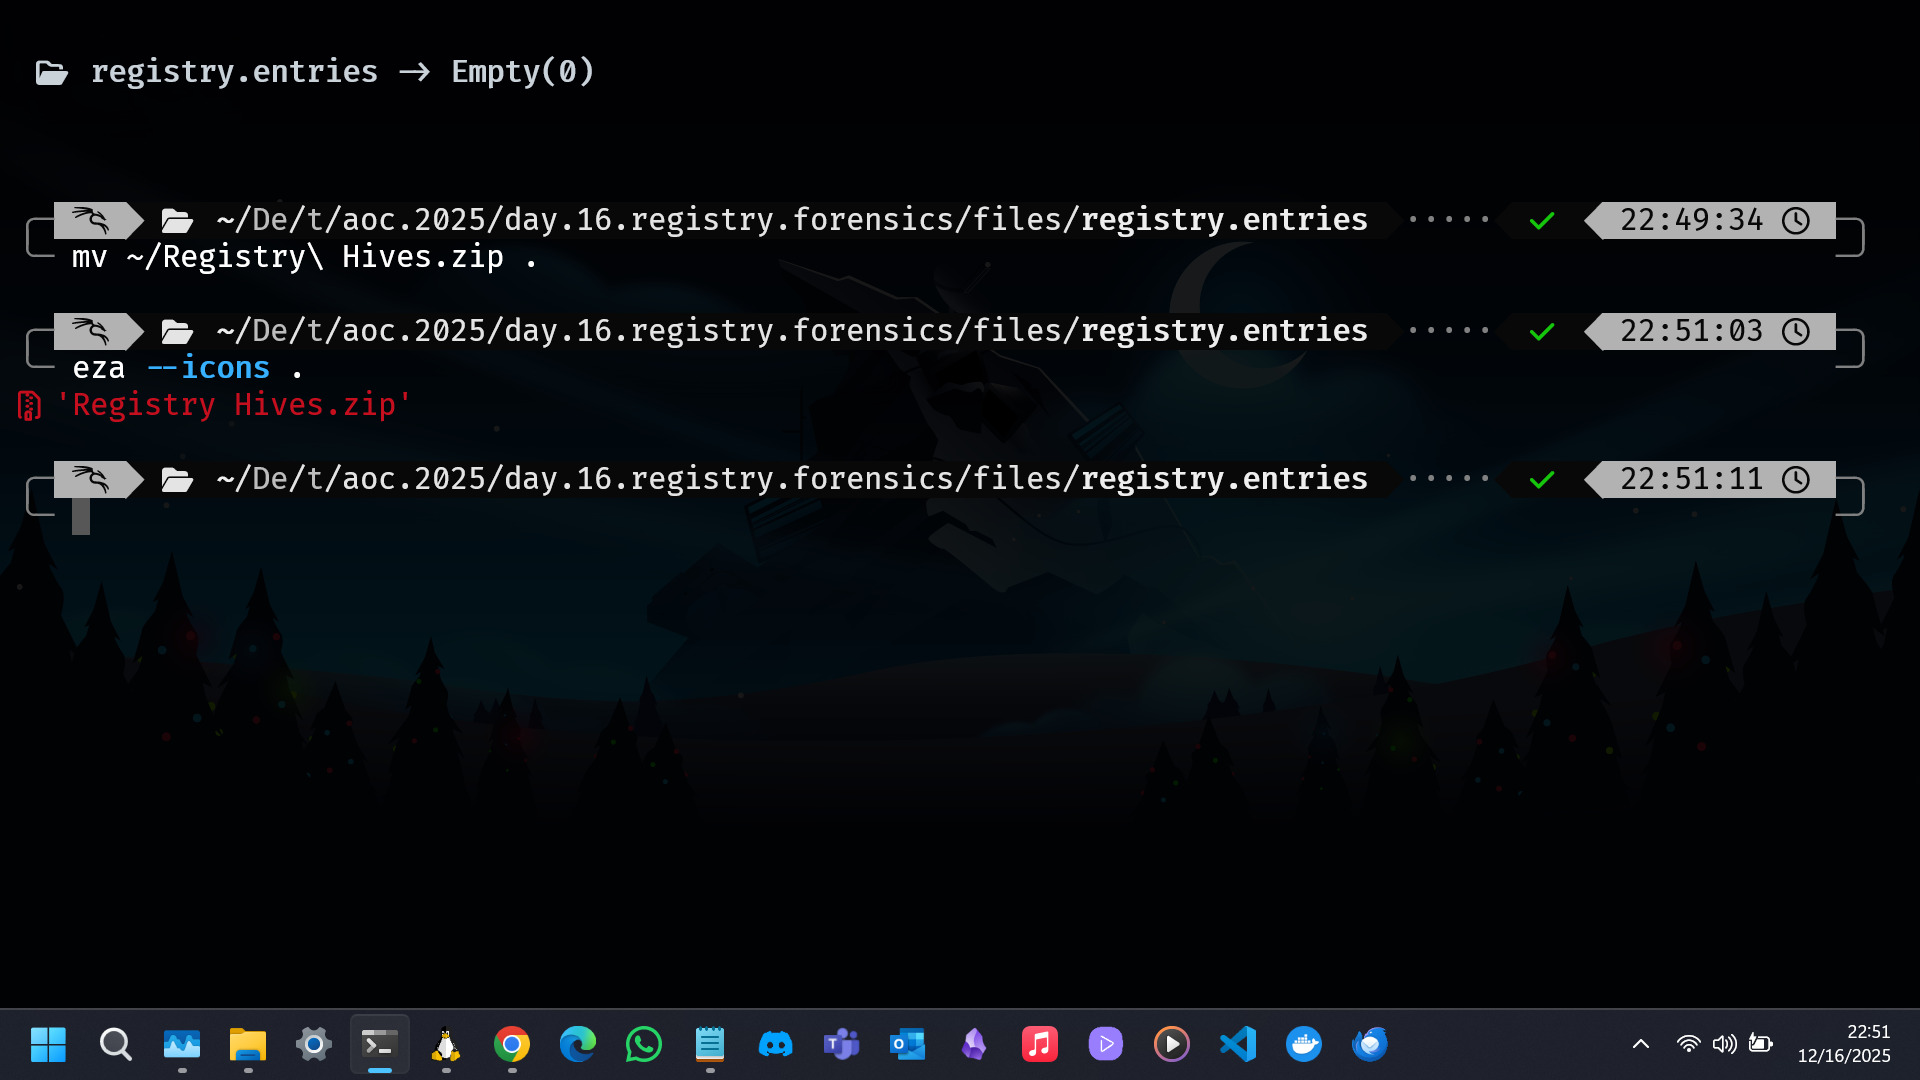 registry.entries → Empty(0)
~/De/t/aoc.2025/day.16.registry.forensics/files/registry.entries ····· ✓ 22:49:34
mv ~/Registry\ Hives.zip .
~/De/t/aoc.2025/day.16.registry.forensics/files/registry.entries ····· ✓ 22:51:03
eza --icons .
'Registry Hives.zip'
~/De/t/aoc.2025/day.16.registry.forensics/files/registry.entries ····· ✓ 22:51:11
22:51
12/16/2025